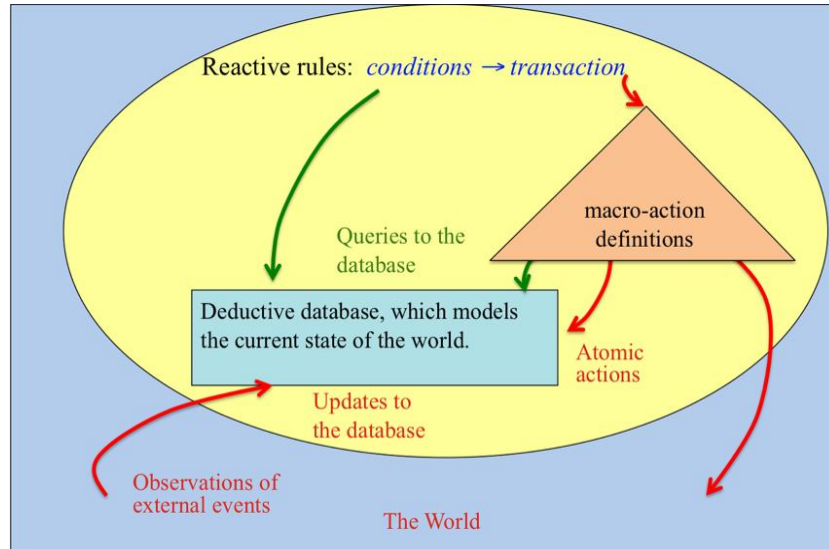 Reactive rules: conditions → transaction
macro-action
definitions
Queries to the
database
Deductive database, which models
the current state of the world.
Atomic
actions
Updates to
the database
Observations of
external events
The World